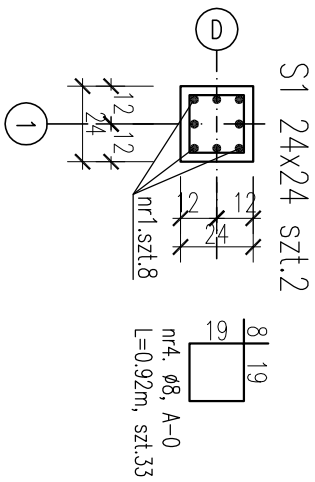 S1 24x24 szt.2
D
1
12
12
24
12
12
24
nr1.szt.8
8
19
19
nr4. ø8, A-0
L=0.92m, szt.33